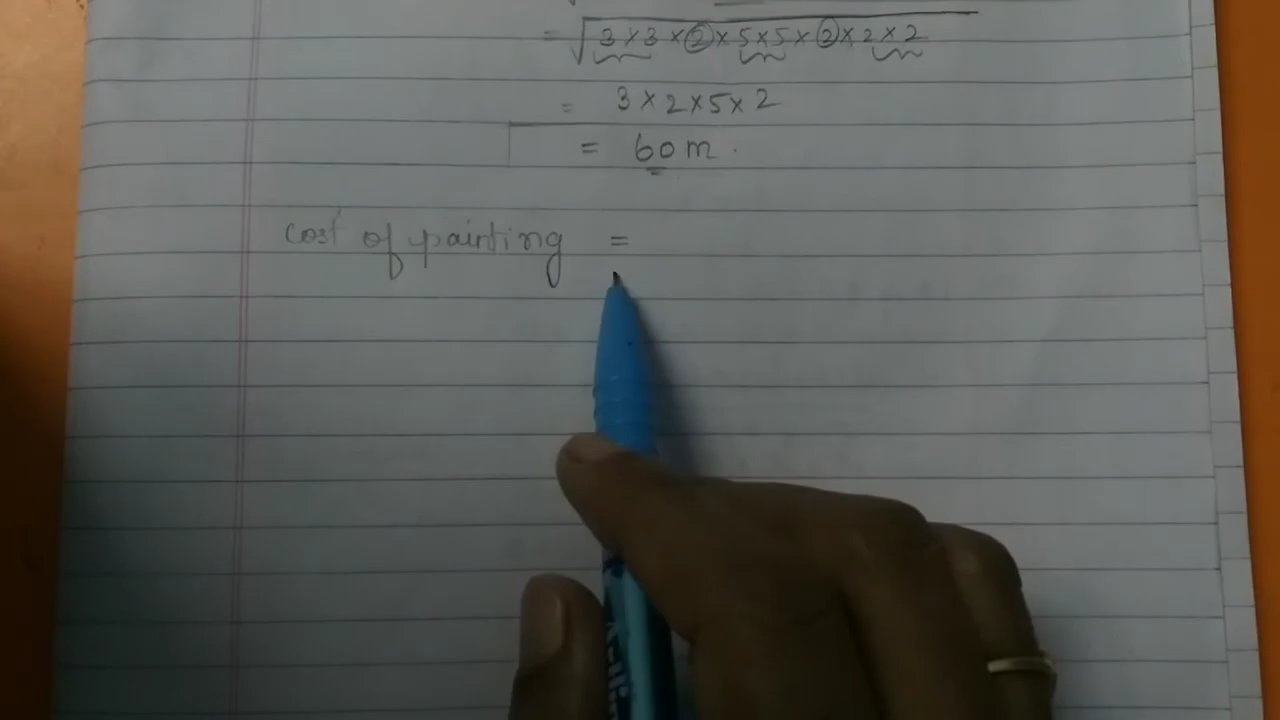 = √3 × 3 × 2 × 5 × 5 × 2 × 2 × 2
= 3 × 2 × 5 × 2
= 60 m.
cost of painting =